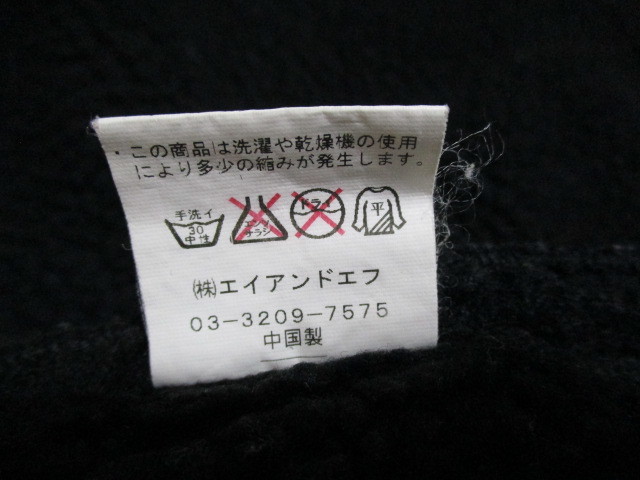 ・この商品は洗濯や乾燥機の使用
により多少の縮みが発生します。
手洗イ
30
中性
エンソ
サラシ
ドライ
平
㈱エイアンドエフ
03-3209-7575
中国製